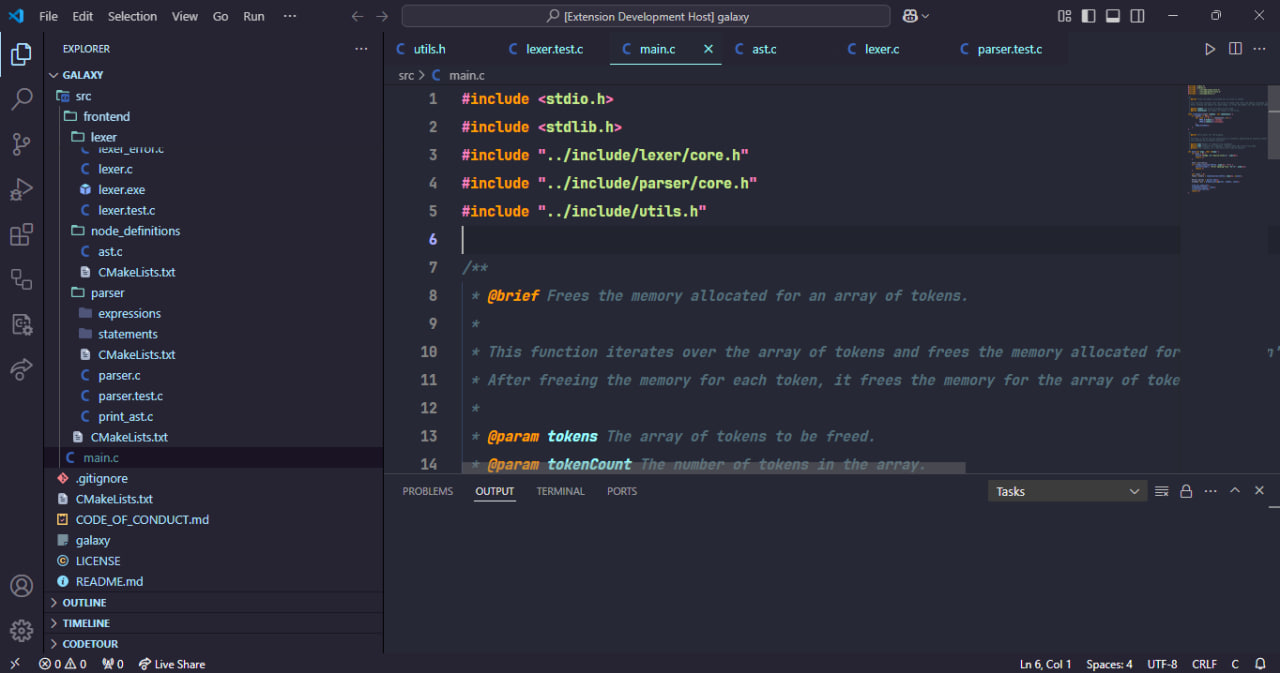 File Edit Selection View Go Run ··· [Extension Development Host] galaxy
EXPLORER ···
GALAXY
src
frontend
lexer
lexer_error.c
lexer.c
lexer.exe
lexer.test.c
node_definitions
ast.c
CMakeLists.txt
parser
expressions
statements
CMakeLists.txt
parser.c
parser.test.c
print_ast.c
CMakeLists.txt
main.c
.gitignore
CMakeLists.txt
CODE_OF_CONDUCT.md
galaxy
LICENSE
README.md
OUTLINE
TIMELINE
CODETOUR
utils.h lexer.test.c main.c ast.c lexer.c parser.test.c
src > main.c
1 #include <stdio.h>
2 #include <stdlib.h>
3 #include "../include/lexer/core.h"
4 #include "../include/parser/core.h"
5 #include "../include/utils.h"
6
7 /**
8 * @brief Frees the memory allocated for an array of tokens.
9 *
10 * This function iterates over the array of tokens and frees the memory allocated for
11 * After freeing the memory for each token, it frees the memory for the array of toke
12 *
13 * @param tokens The array of tokens to be freed.
14 * @param tokenCount The number of tokens in the array.
PROBLEMS OUTPUT TERMINAL PORTS Tasks
0 0 0 Live Share Ln 6, Col 1 Spaces: 4 UTF-8 CRLF C